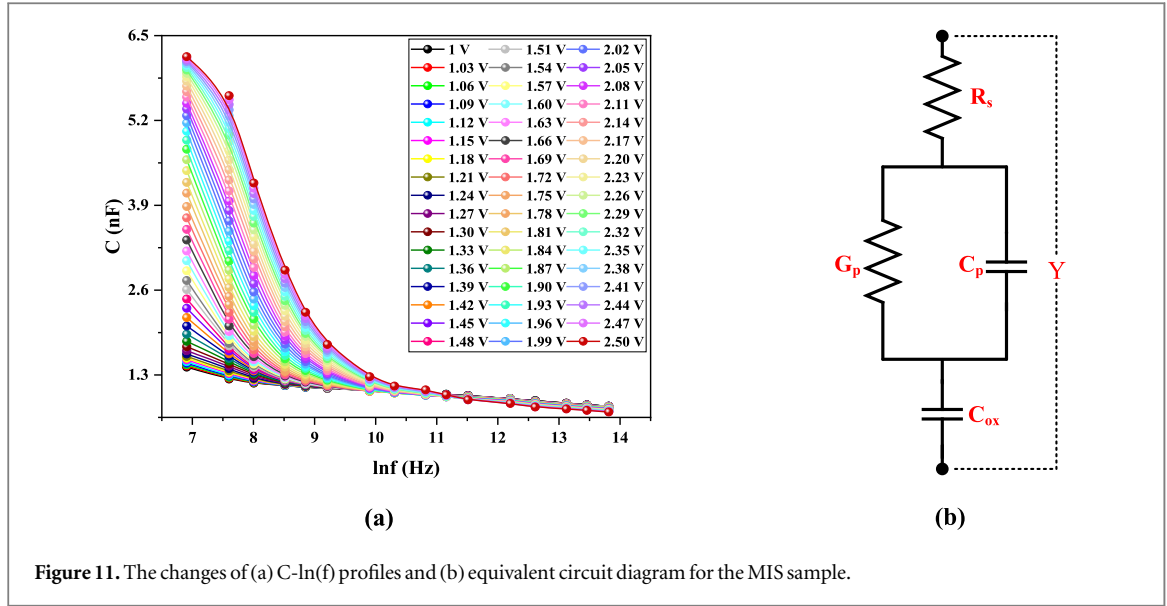 6.5
5.2
3.9
2.6
1.3
C (nF)
1 V 1.51 V 2.02 V
1.03 V 1.54 V 2.05 V
1.06 V 1.57 V 2.08 V
1.09 V 1.60 V 2.11 V
1.12 V 1.63 V 2.14 V
1.15 V 1.66 V 2.17 V
1.18 V 1.69 V 2.20 V
1.21 V 1.72 V 2.23 V
1.24 V 1.75 V 2.26 V
1.27 V 1.78 V 2.29 V
1.30 V 1.81 V 2.32 V
1.33 V 1.84 V 2.35 V
1.36 V 1.87 V 2.38 V
1.39 V 1.90 V 2.41 V
1.42 V 1.93 V 2.44 V
1.45 V 1.96 V 2.47 V
1.48 V 1.99 V 2.50 V
7 8 9 10 11 12 13 14
lnf (Hz)
(a)
Rs
Gp
Cp
Y
Cox
(b)
Figure 11. The changes of (a) C-ln(f) profiles and (b) equivalent circuit diagram for the MIS sample.